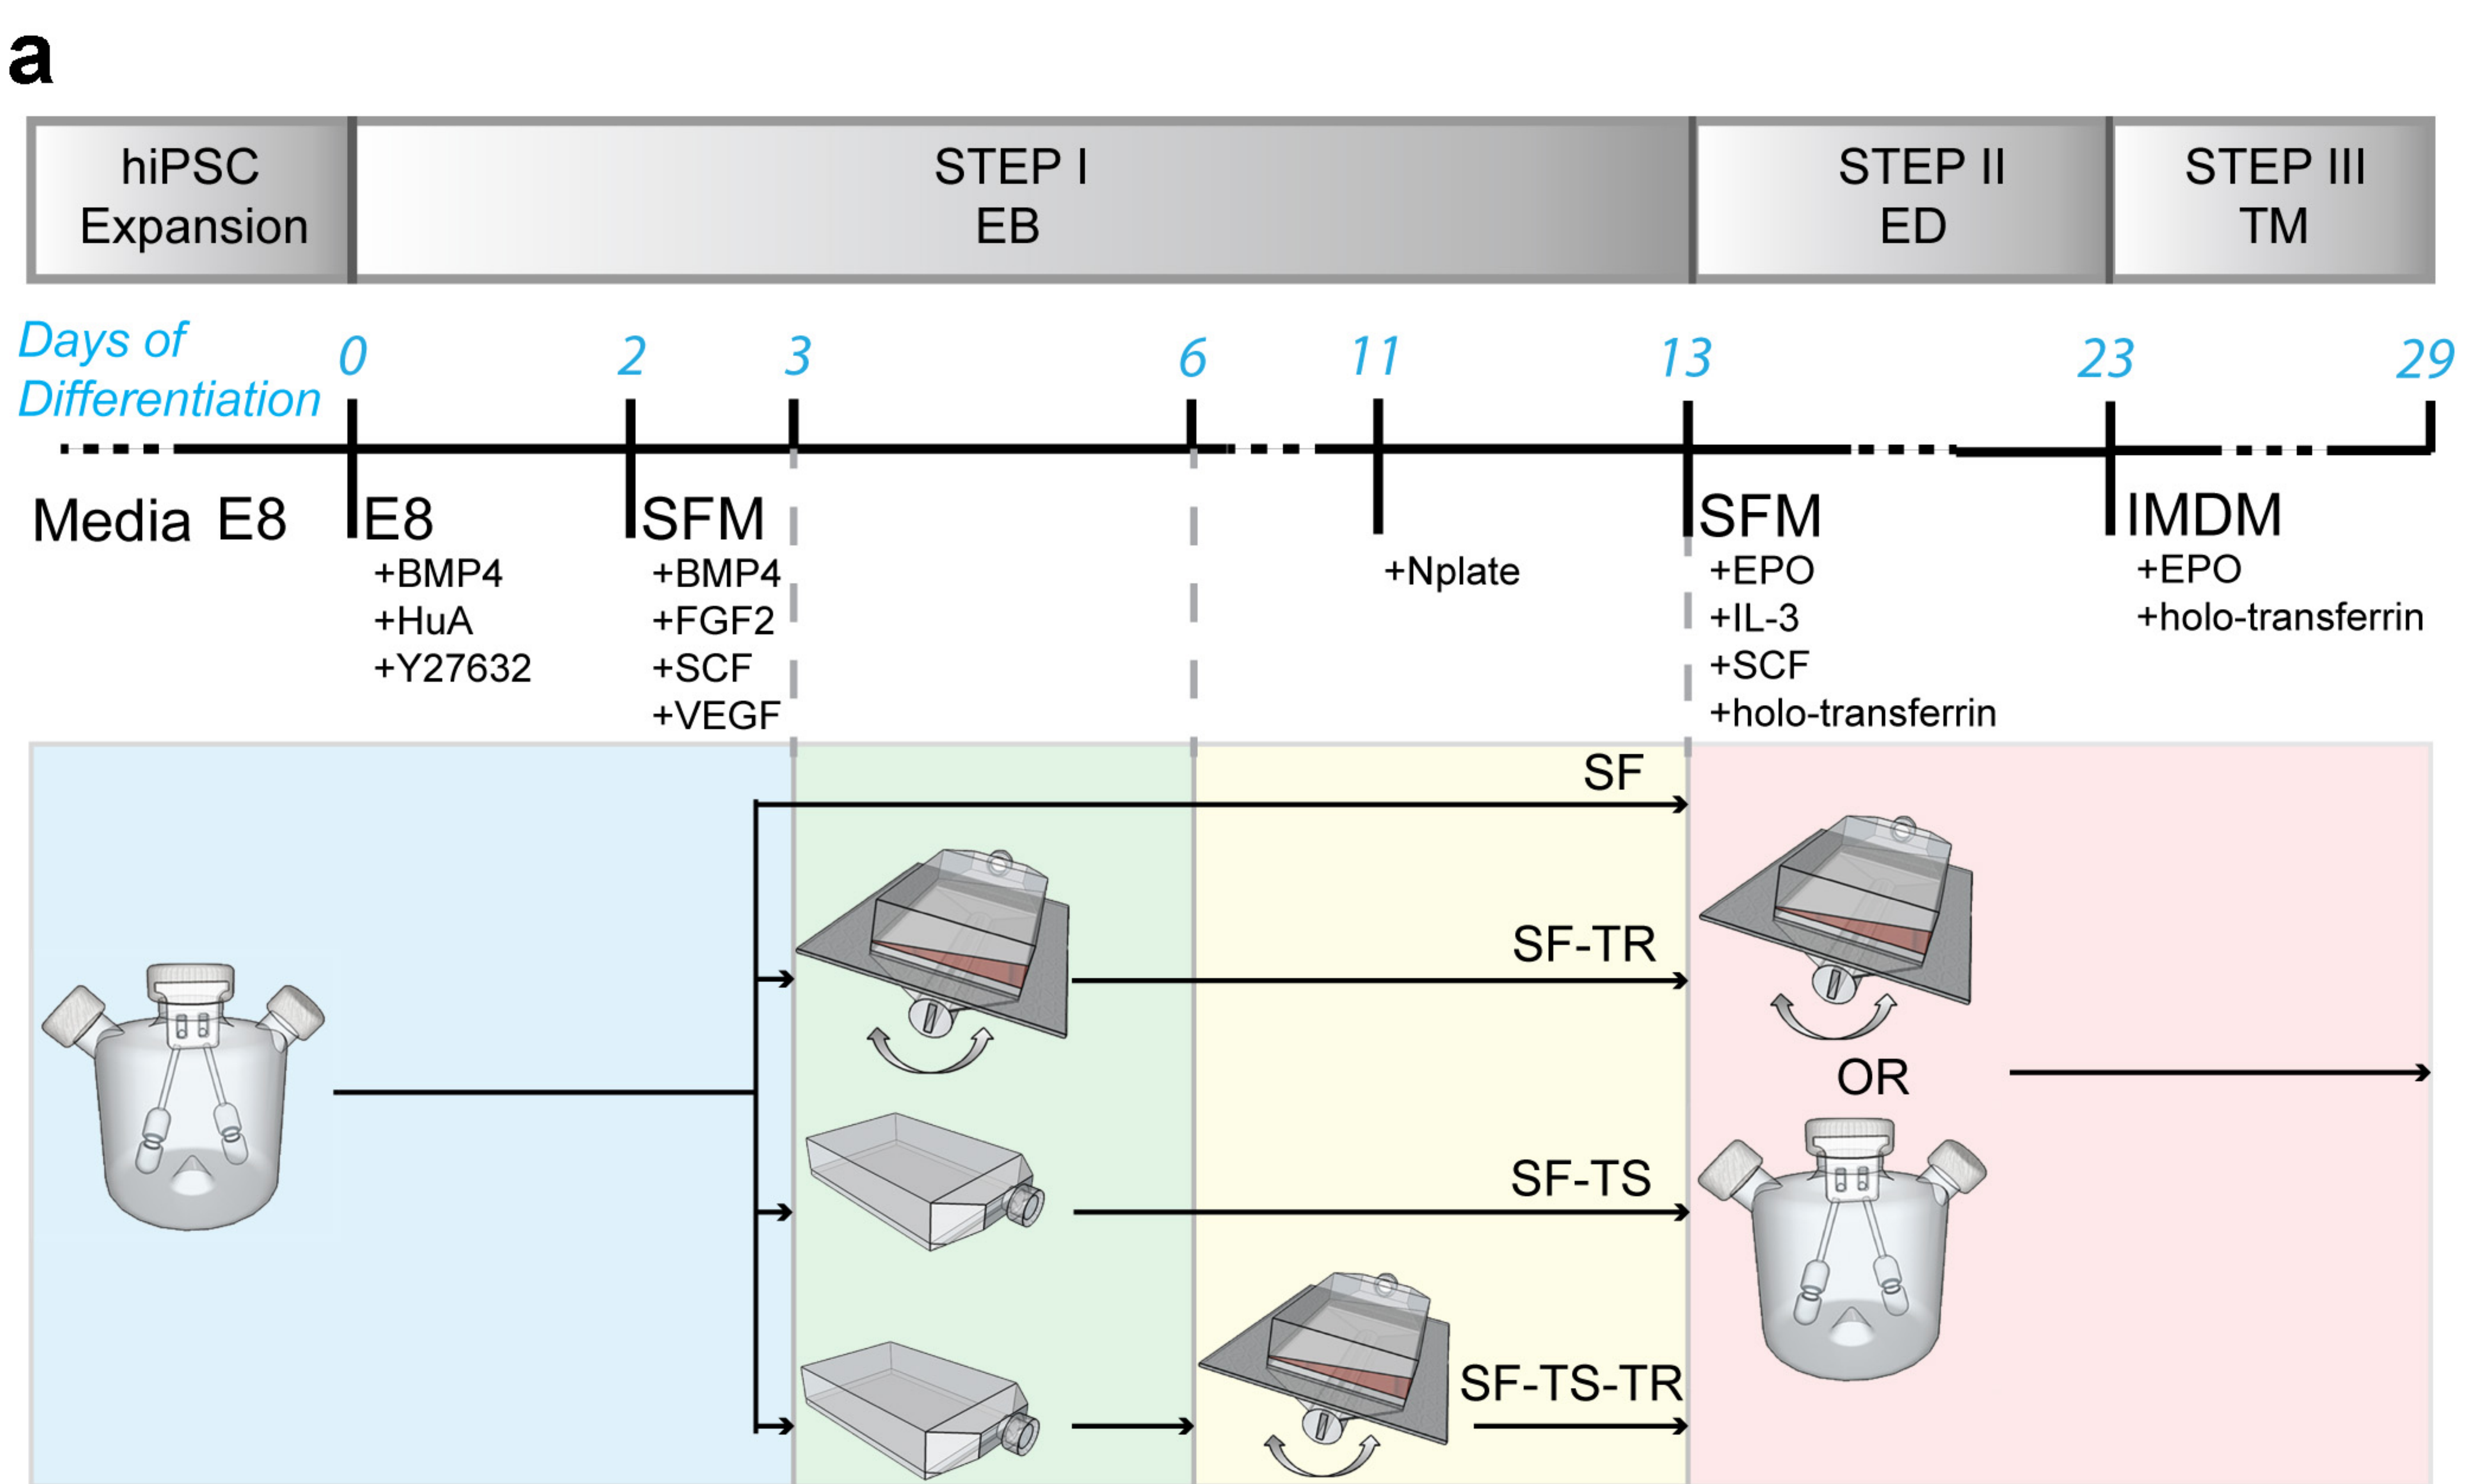 a
hiPSC
Expansion
STEP I
EB
STEP II
ED
STEP III
TM
Days of
Differentiation
0
2
3
6
11
13
23
29
Media E8
E8
+BMP4
+HuA
+Y27632
SFM
+BMP4
+FGF2
+SCF
+VEGF
+Nplate
SFM
+EPO
+IL-3
+SCF
+holo-transferrin
IMDM
+EPO
+holo-transferrin
SF
SF-TR
OR
SF-TS
SF-TS-TR